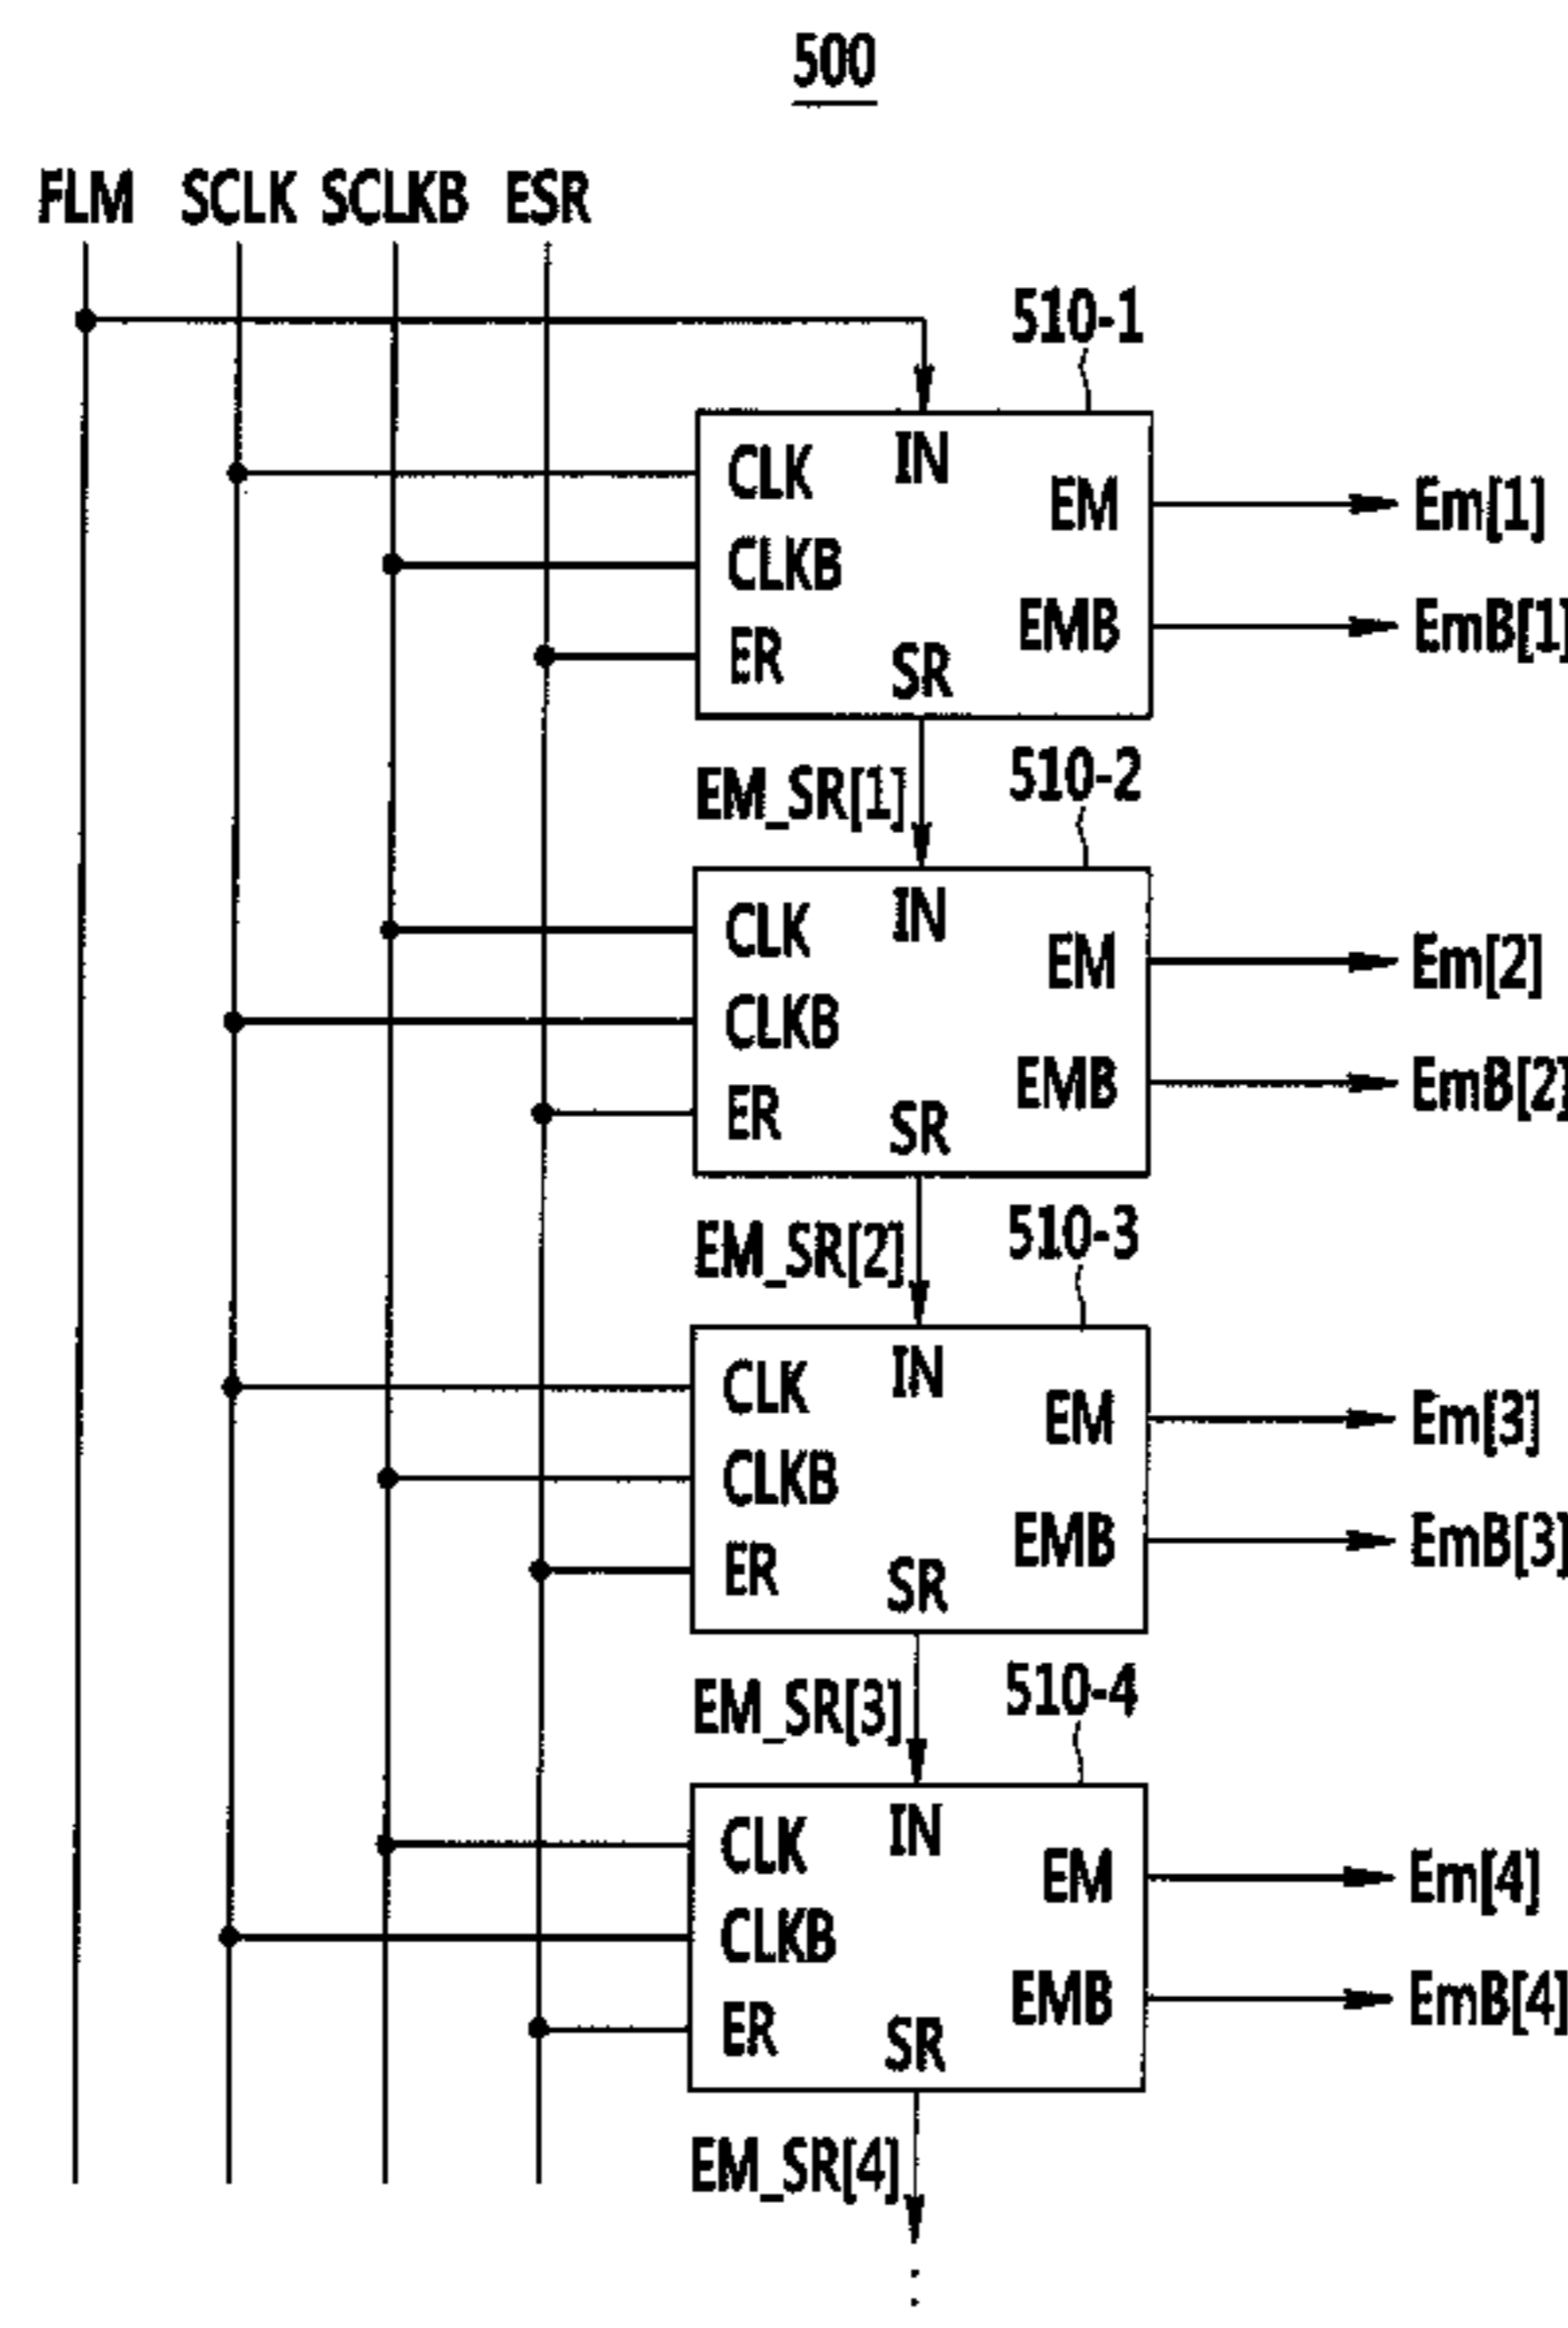 500
FLM SCLK SCLKB ESR
510-1
IN
CLK
EM
Em[1]
CLKB
EMB
EmB[1]
ER
SR
EM_SR[1]
510-2
IN
CLK
EM
Em[2]
CLKB
EMB
EmB[2]
ER
SR
EM_SR[2]
510-3
IN
CLK
EM
Em[3]
CLKB
EMB
EmB[3]
ER
SR
EM_SR[3]
510-4
IN
CLK
EM
Em[4]
CLKB
EMB
EmB[4]
ER
SR
EM_SR[4]